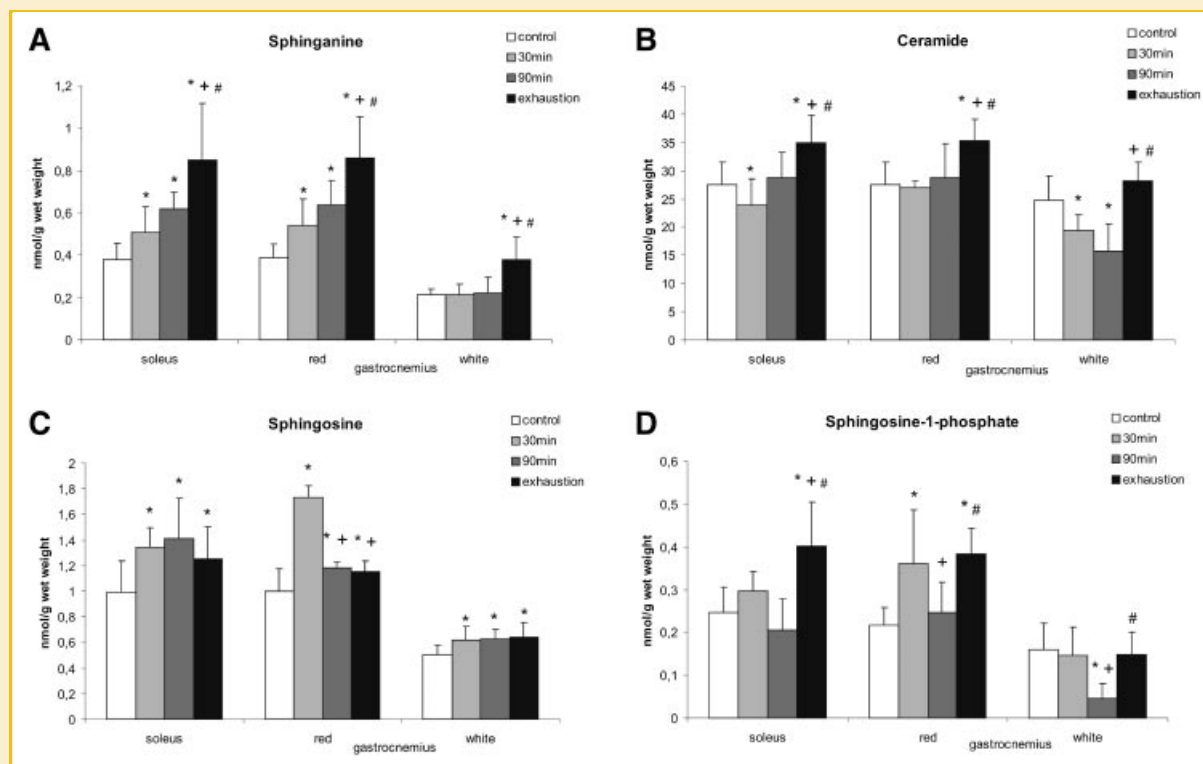 A
Sphinganine
control
30min
90min
exhaustion
nmol/g wet weight
1,2
1
0,8
0,6
0,4
0,2
0
* + #
* + #
* + #
* *
* *
soleus red white
gastrocnemius
B
Ceramide
control
30min
90min
exhaustion
nmol/g wet weight
45
40
35
30
25
20
15
10
5
0
* + #
* + #
+ #
*
* *
soleus red white
gastrocnemius
C
Sphingosine
control
30min
90min
exhaustion
nmol/g wet weight
2
1,8
1,6
1,4
1,2
1
0,8
0,6
0,4
0,2
0
* * *
*
* + * +
* * *
soleus red white
gastrocnemius
D
Sphingosine-1-phosphate
control
30min
90min
exhaustion
nmol/g wet weight
0,6
0,5
0,4
0,3
0,2
0,1
0
* + #
* * #
+
#
* +
soleus red white
gastrocnemius